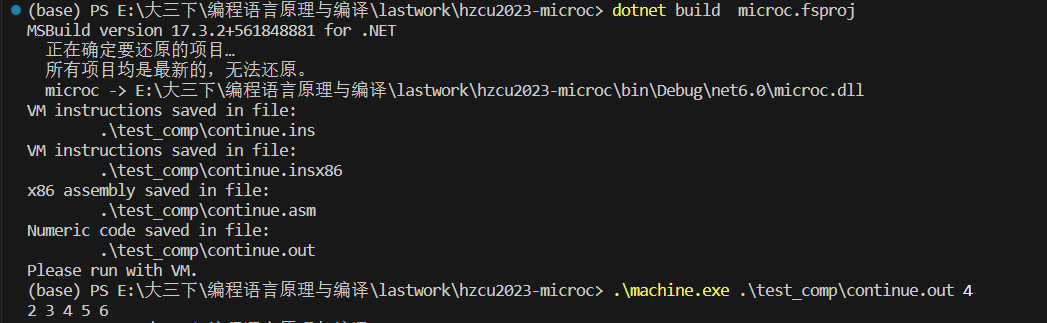 (base) PS E:\大三下\编程语言原理与编译\lastwork\hzcu2023-microc> dotnet build  microc.fsproj
MSBuild version 17.3.2+561848881 for .NET
  正在确定要还原的项目…
  所有项目均是最新的，无法还原。
  microc -> E:\大三下\编程语言原理与编译\lastwork\hzcu2023-microc\bin\Debug\net6.0\microc.dll
VM instructions saved in file:
        .\test_comp\continue.ins
VM instructions saved in file:
        .\test_comp\continue.insx86
x86 assembly saved in file:
        .\test_comp\continue.asm
Numeric code saved in file:
        .\test_comp\continue.out
Please run with VM.
(base) PS E:\大三下\编程语言原理与编译\lastwork\hzcu2023-microc> .\machine.exe .\test_comp\continue.out 4
2 3 4 5 6